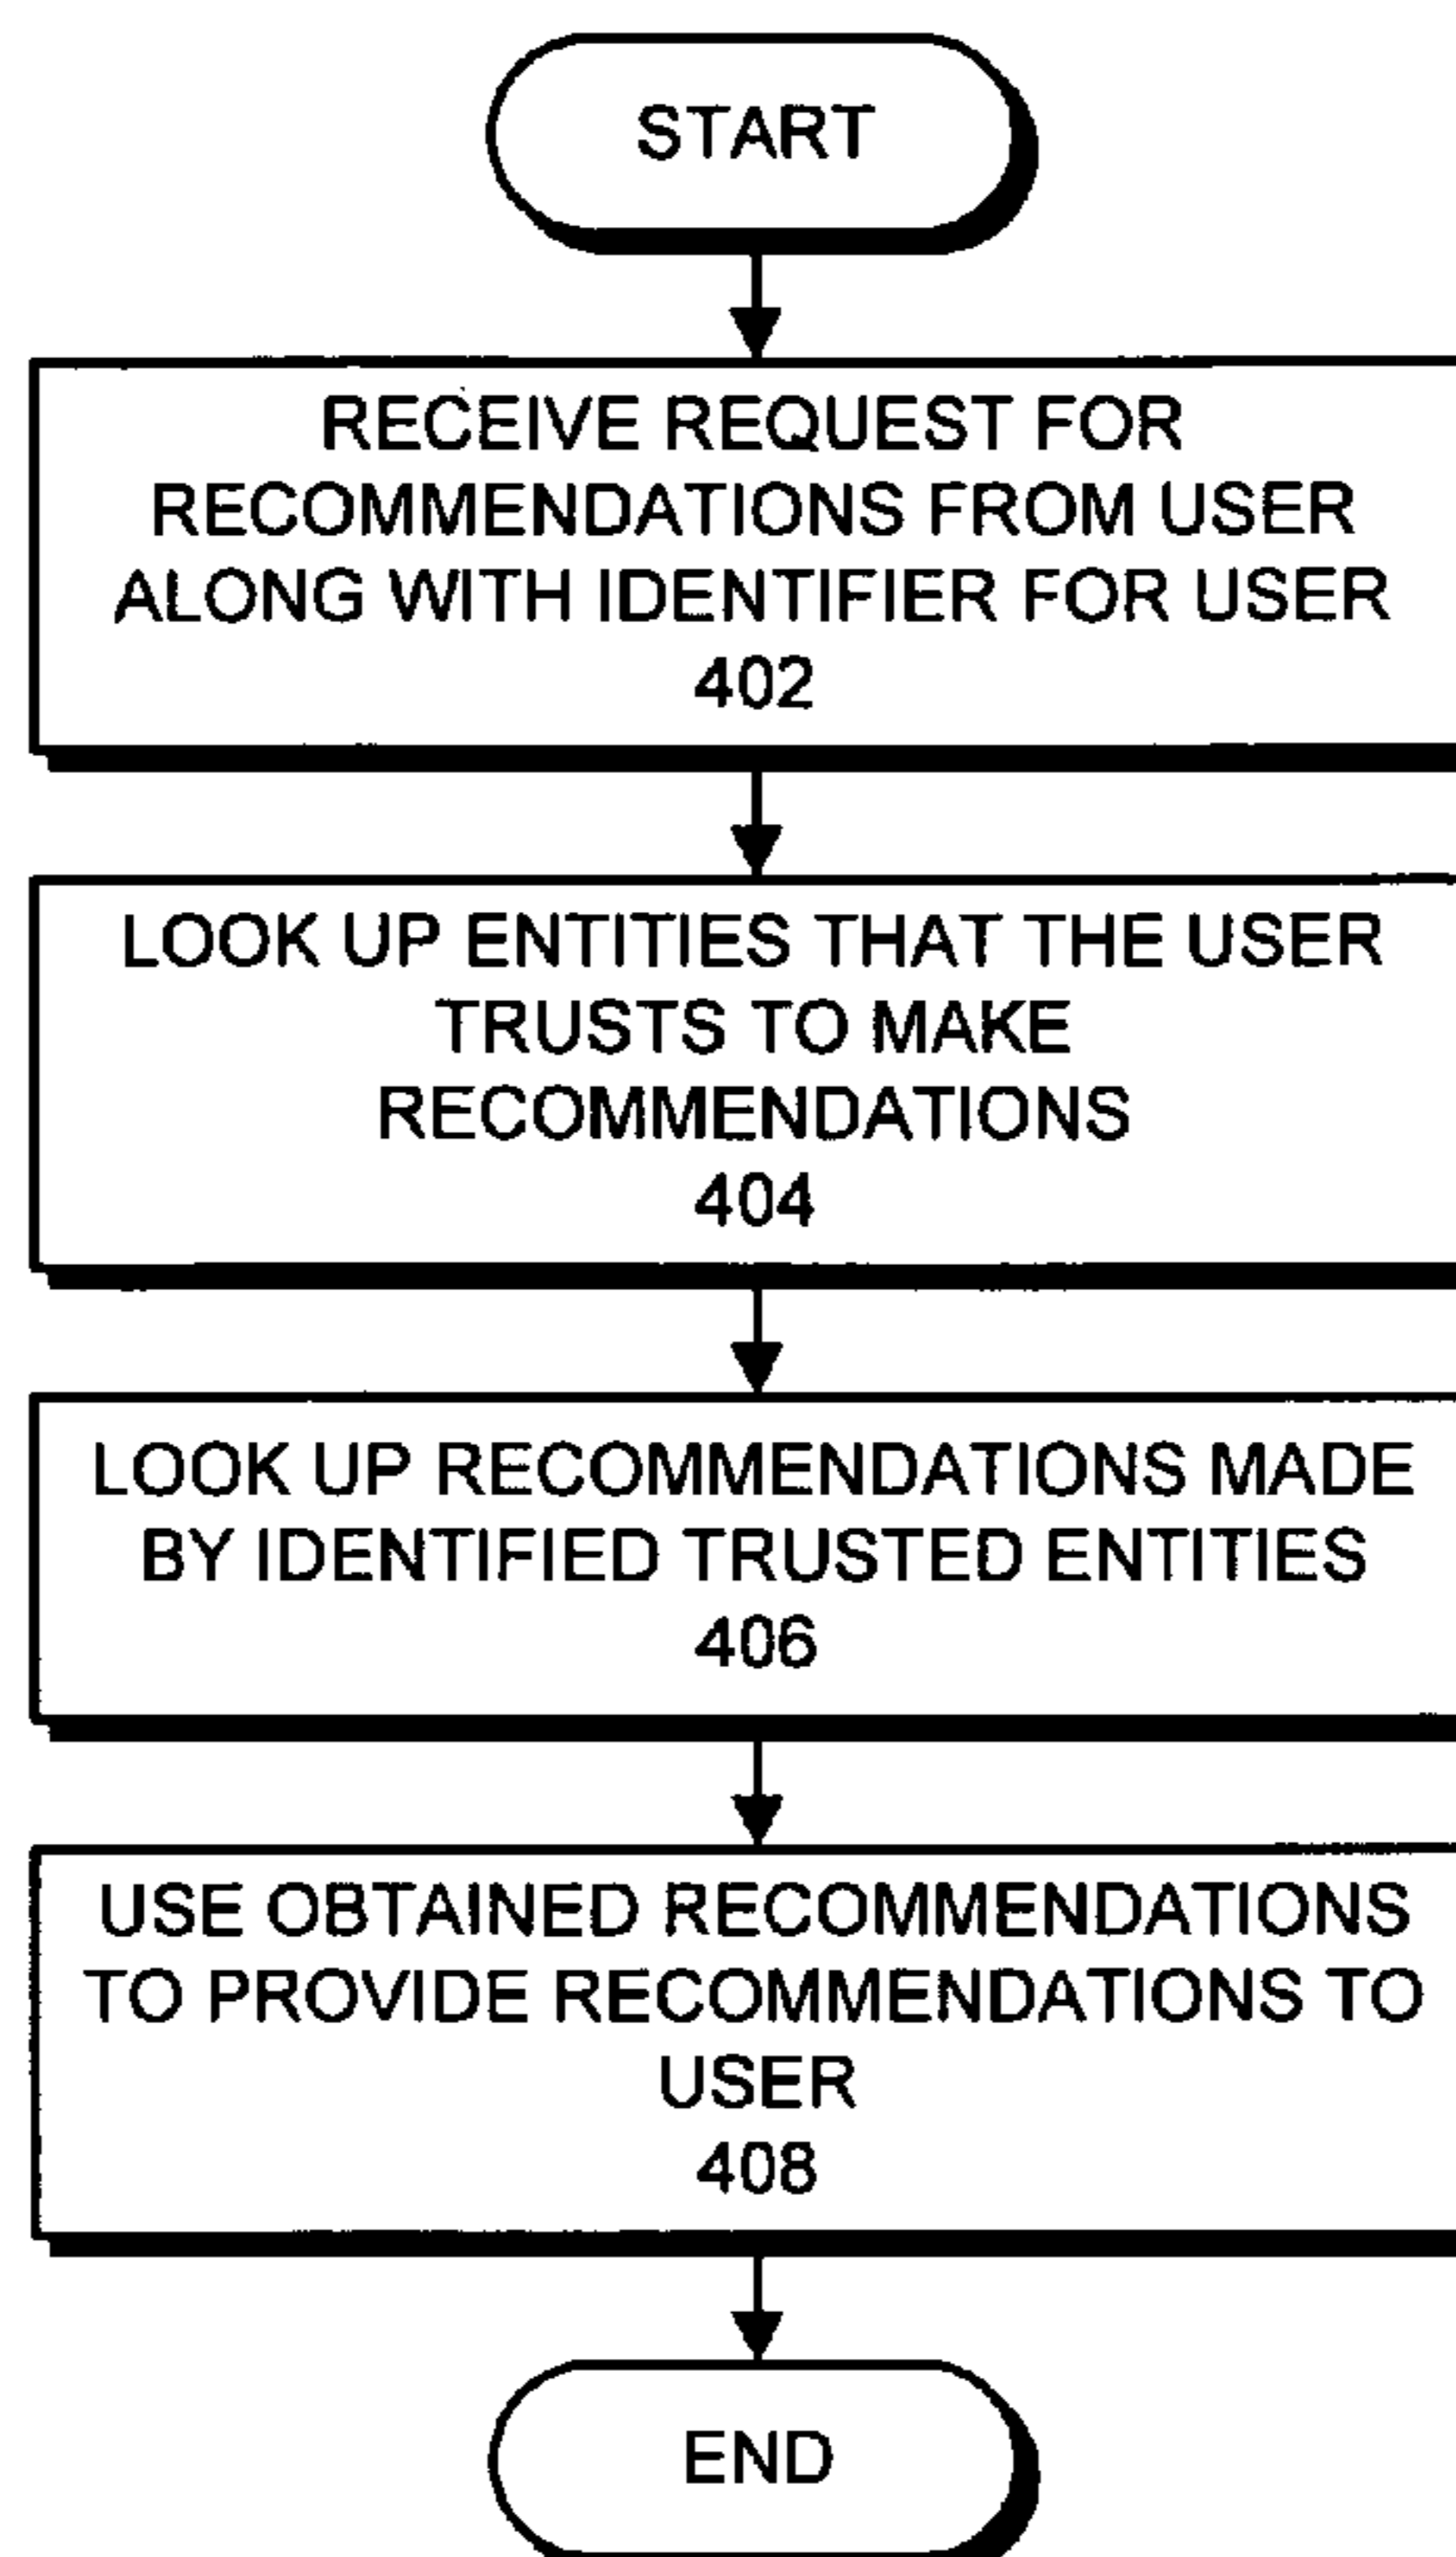 START
RECEIVE REQUEST FOR
RECOMMENDATIONS FROM USER
ALONG WITH IDENTIFIER FOR USER
402
LOOK UP ENTITIES THAT THE USER
TRUSTS TO MAKE
RECOMMENDATIONS
404
LOOK UP RECOMMENDATIONS MADE
BY IDENTIFIED TRUSTED ENTITIES
406
USE OBTAINED RECOMMENDATIONS
TO PROVIDE RECOMMENDATIONS TO
USER
408
END